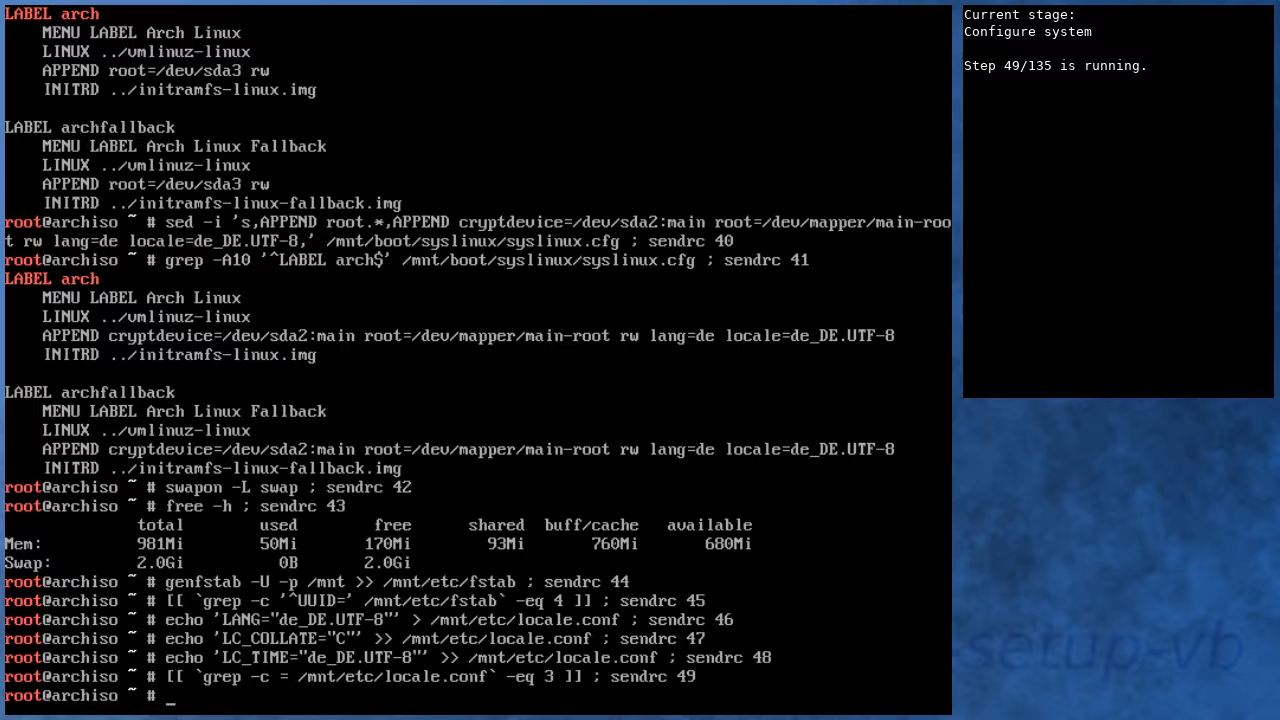 LABEL arch
    MENU LABEL Arch Linux
    LINUX ../vmlinuz-linux
    APPEND root=/dev/sda3 rw
    INITRD ../initramfs-linux.img

LABEL archfallback
    MENU LABEL Arch Linux Fallback
    LINUX ../vmlinuz-linux
    APPEND root=/dev/sda3 rw
    INITRD ../initramfs-linux-fallback.img
root@archiso ~ # sed -i 's,APPEND root.*,APPEND cryptdevice=/dev/sda2:main root=/dev/mapper/main-roo
t rw lang=de locale=de_DE.UTF-8,' /mnt/boot/syslinux/syslinux.cfg ; sendrc 40
root@archiso ~ # grep -A10 '^LABEL arch$' /mnt/boot/syslinux/syslinux.cfg ; sendrc 41
LABEL arch
    MENU LABEL Arch Linux
    LINUX ../vmlinuz-linux
    APPEND cryptdevice=/dev/sda2:main root=/dev/mapper/main-root rw lang=de locale=de_DE.UTF-8
    INITRD ../initramfs-linux.img

LABEL archfallback
    MENU LABEL Arch Linux Fallback
    LINUX ../vmlinuz-linux
    APPEND cryptdevice=/dev/sda2:main root=/dev/mapper/main-root rw lang=de locale=de_DE.UTF-8
    INITRD ../initramfs-linux-fallback.img
root@archiso ~ # swapon -L swap ; sendrc 42
root@archiso ~ # free -h ; sendrc 43
              total        used        free      shared  buff/cache   available
Mem:          981Mi        50Mi       170Mi        93Mi       760Mi       680Mi
Swap:         2.0Gi          0B       2.0Gi
root@archiso ~ # genfstab -U -p /mnt >> /mnt/etc/fstab ; sendrc 44
root@archiso ~ # [[ `grep -c '^UUID=' /mnt/etc/fstab` -eq 4 ]] ; sendrc 45
root@archiso ~ # echo 'LANG="de_DE.UTF-8"' > /mnt/etc/locale.conf ; sendrc 46
root@archiso ~ # echo 'LC_COLLATE="C"' >> /mnt/etc/locale.conf ; sendrc 47
root@archiso ~ # echo 'LC_TIME="de_DE.UTF-8"' >> /mnt/etc/locale.conf ; sendrc 48
root@archiso ~ # [[ `grep -c = /mnt/etc/locale.conf` -eq 3 ]] ; sendrc 49
root@archiso ~ # _
Current stage:
Configure system

Step 49/135 is running.
setup-vb